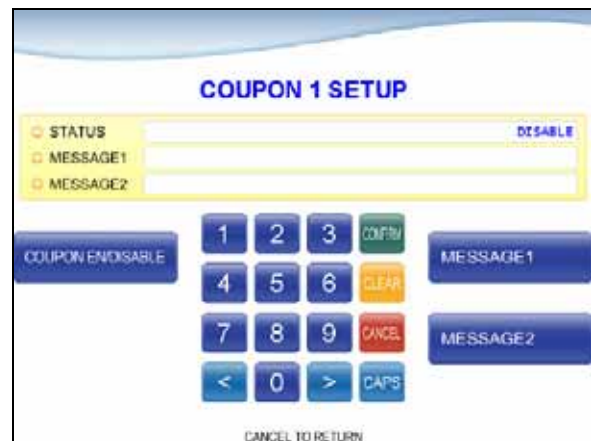 COUPON 1 SETUP
STATUS DISABLE
MESSAGE1
MESSAGE2
COUPON EN/DISABLE
1 2 3 CONFIRM
4 5 6 CLEAR
7 8 9 CANCEL
< 0 > CAPS
MESSAGE1
MESSAGE2
CANCEL TO RETURN